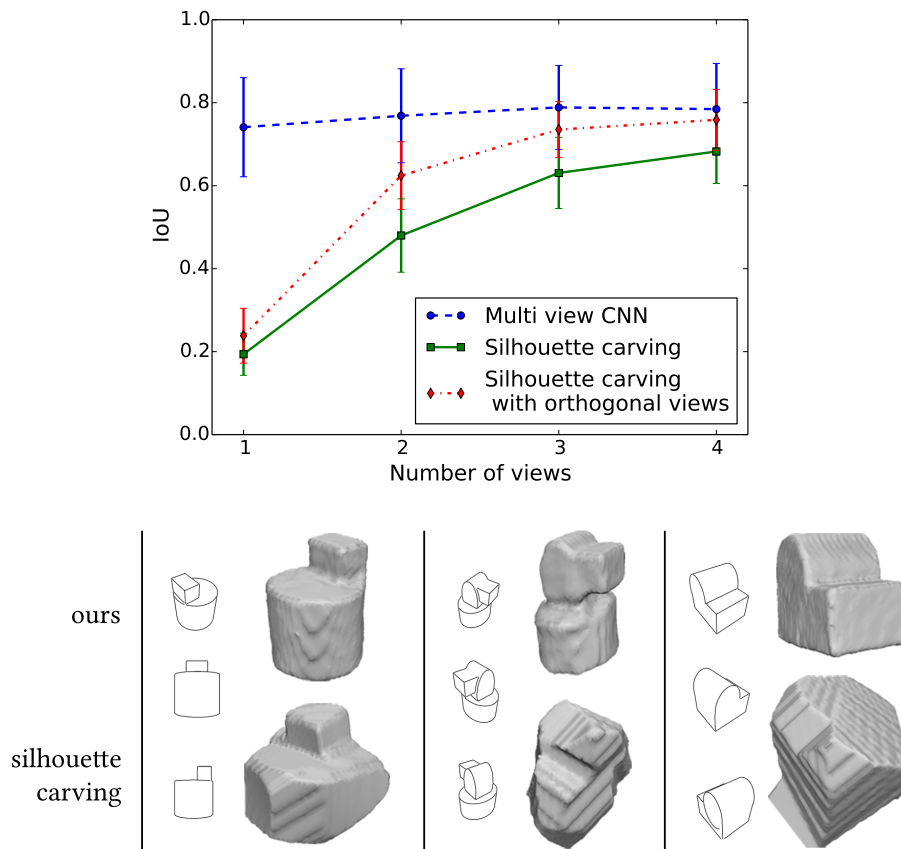 1.0
0.8
0.6
0.4
0.2
0.0
IoU
1
2
3
4
Number of views
Multi view CNN
Silhouette carving
Silhouette carving
with orthogonal views
ours
silhouette
carving